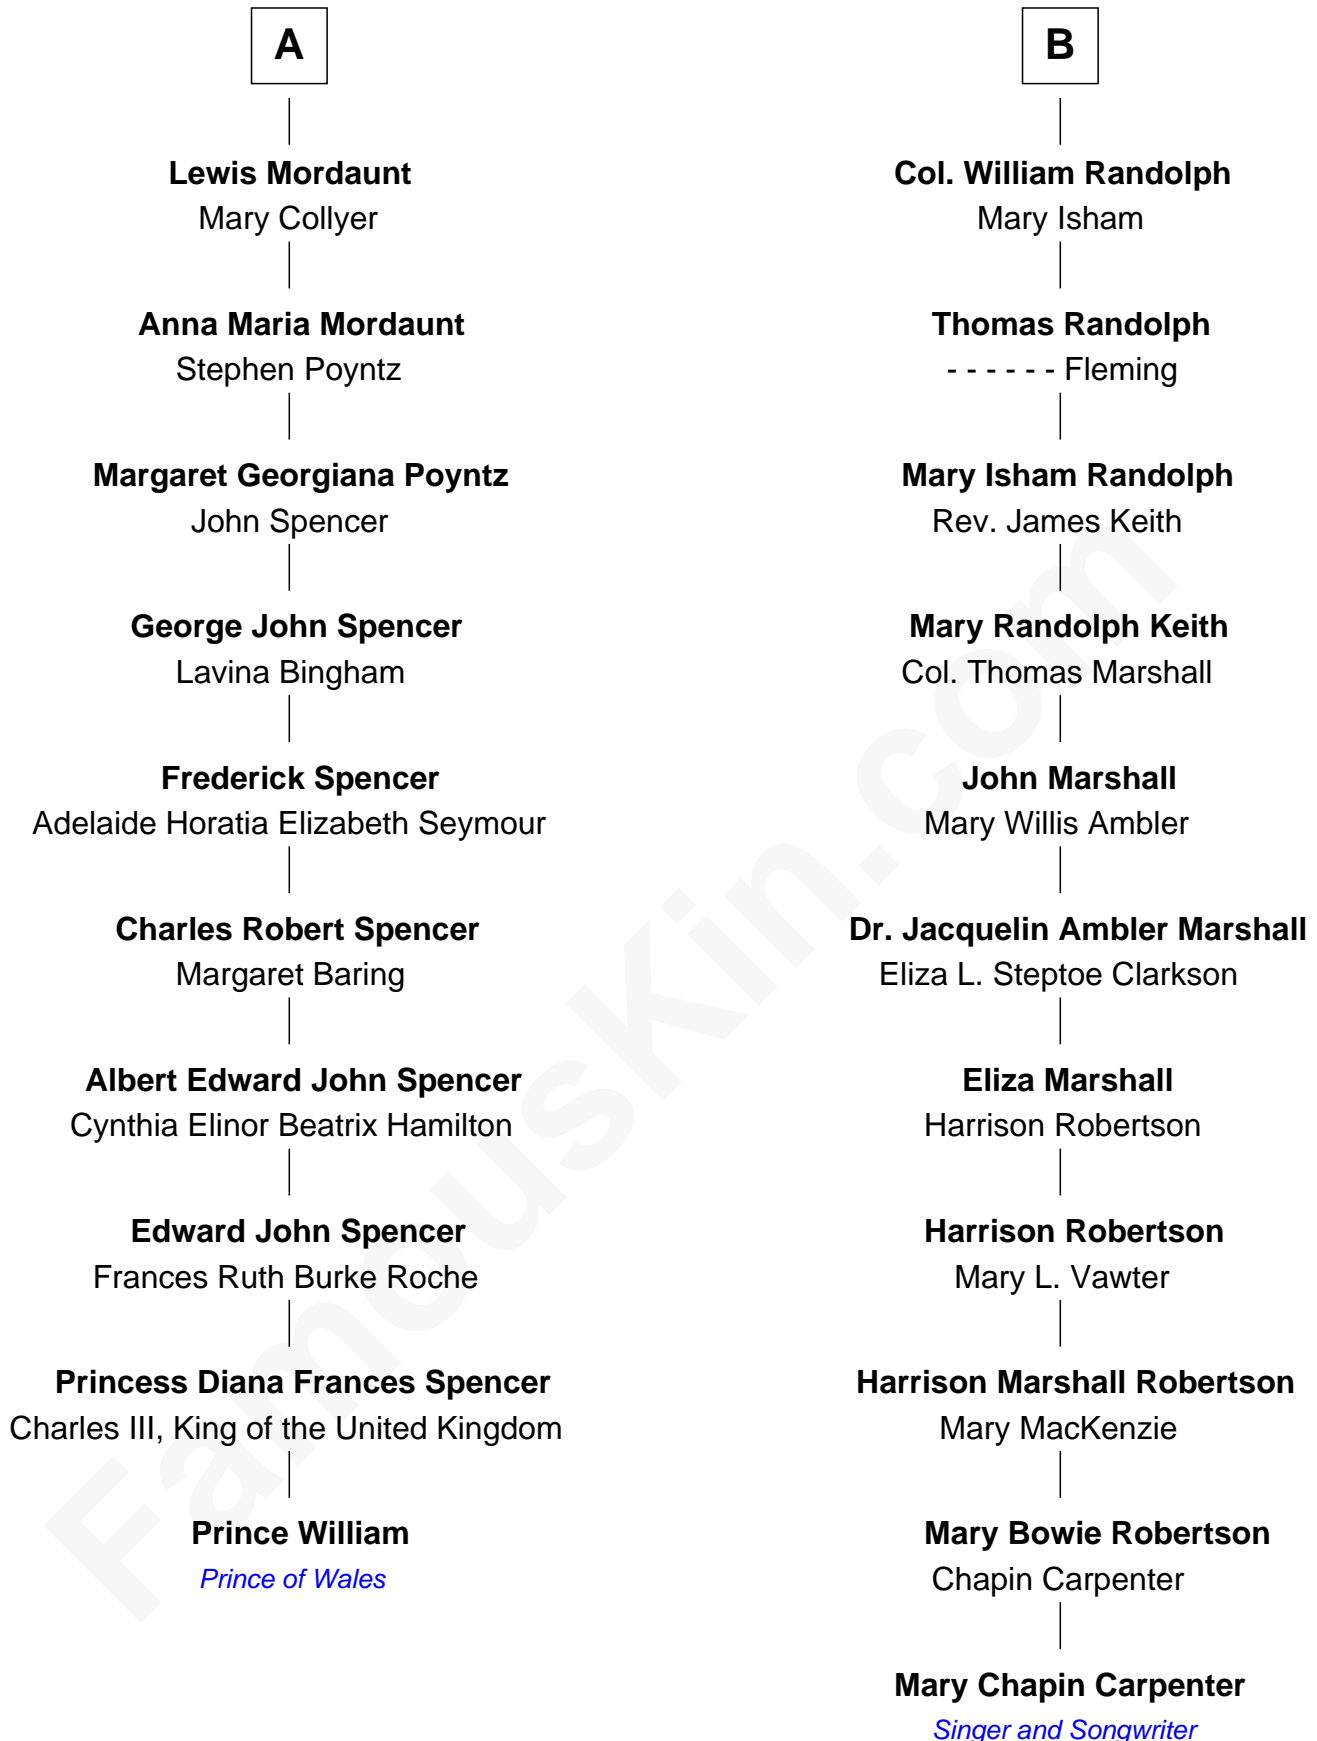 A
Lewis Mordaunt
Mary Collyer
Anna Maria Mordaunt
Stephen Poyntz
Margaret Georgiana Poyntz
John Spencer
George John Spencer
Lavina Bingham
Frederick Spencer
Adelaide Horatia Elizabeth Seymour
Charles Robert Spencer
Margaret Baring
Albert Edward John Spencer
Cynthia Elinor Beatrix Hamilton
Edward John Spencer
Frances Ruth Burke Roche
Princess Diana Frances Spencer
Charles III, King of the United Kingdom
Prince William
Prince of Wales
B
Col. William Randolph
Mary Isham
Thomas Randolph
- - - - - - Fleming
Mary Isham Randolph
Rev. James Keith
Mary Randolph Keith
Col. Thomas Marshall
John Marshall
Mary Willis Ambler
Dr. Jacquelin Ambler Marshall
Eliza L. Steptoe Clarkson
Eliza Marshall
Harrison Robertson
Harrison Robertson
Mary L. Vawter
Harrison Marshall Robertson
Mary MacKenzie
Mary Bowie Robertson
Chapin Carpenter
Mary Chapin Carpenter
Singer and Songwriter
FamousKin.com